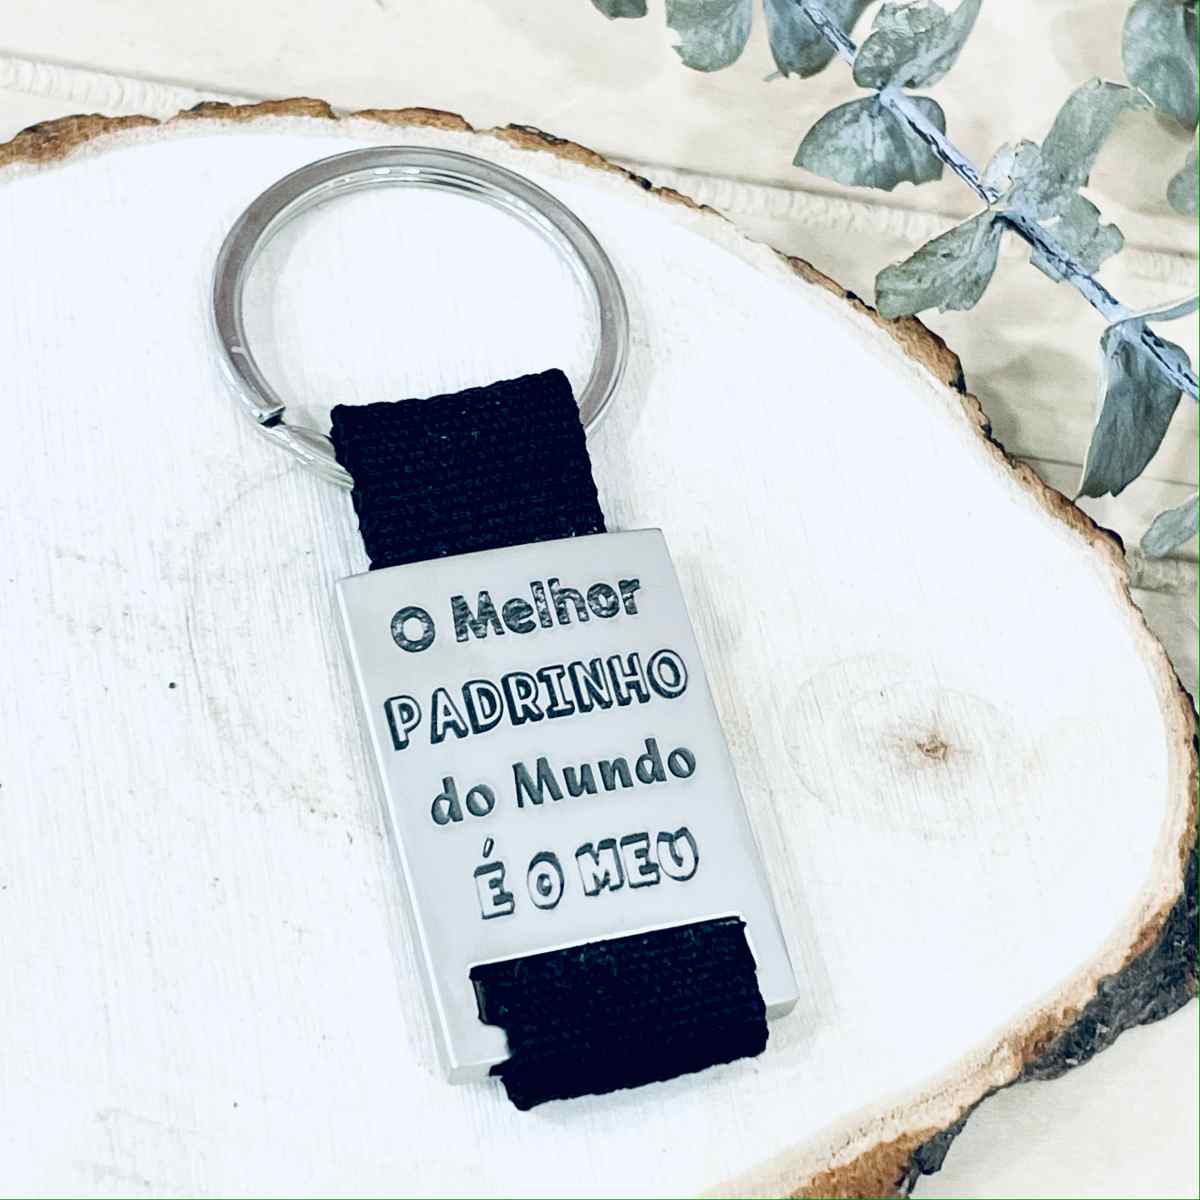 O Melhor
PADRINHO
do Mundo
É O MEU